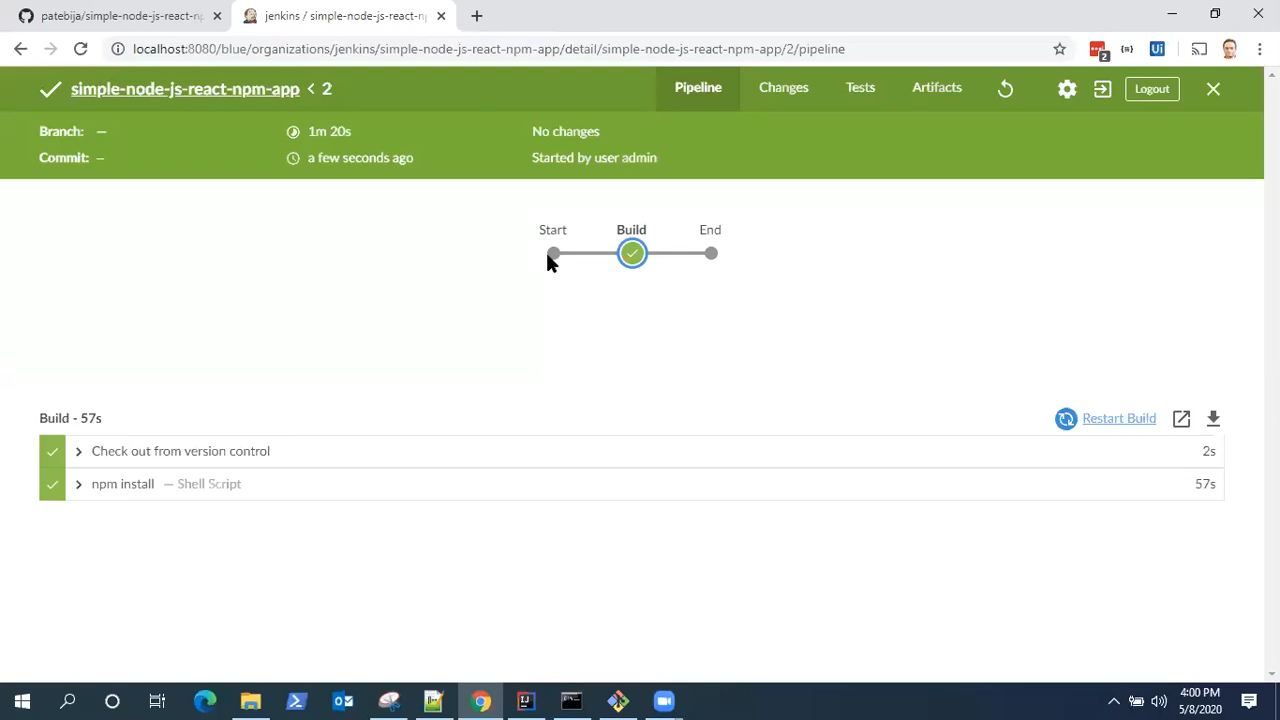 patebija/simple-node-js-react-np
jenkins / simple-node-js-react-np
localhost:8080/blue/organizations/jenkins/simple-node-js-react-npm-app/detail/simple-node-js-react-npm-app/2/pipeline
2
Ui
simple-node-js-react-npm-app < 2
Pipeline
Changes
Tests
Artifacts
Logout
Branch: —
1m 20s
No changes
Commit: –
a few seconds ago
Started by user admin
Start
Build
End
Build - 57s
Restart Build
Check out from version control
2s
npm install — Shell Script
57s
4:00 PM
5/8/2020